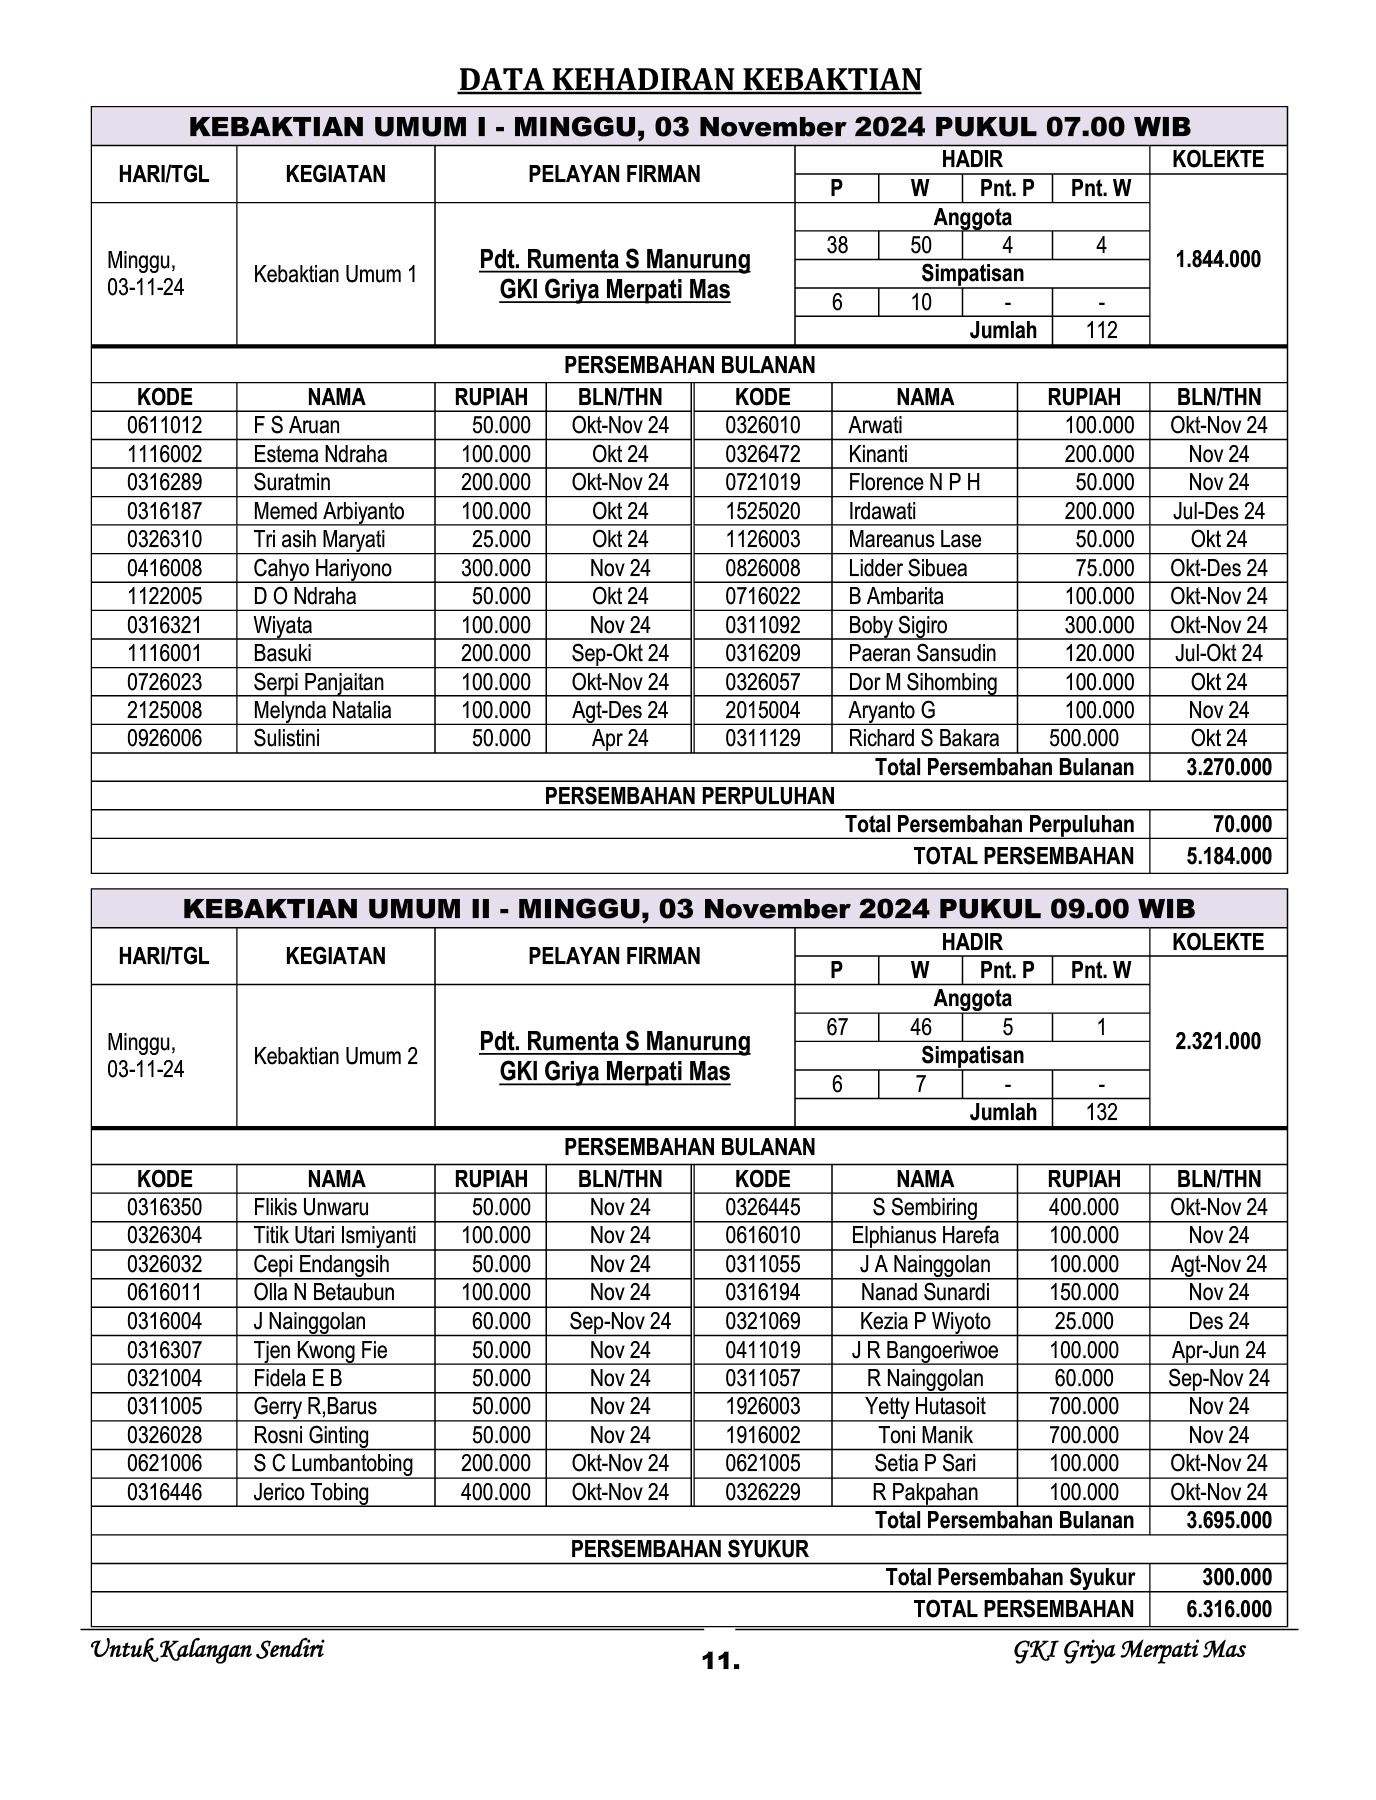 DATA KEHADIRAN KEBAKTIAN
KEBAKTIAN UMUM I - MINGGU, 03 November 2024 PUKUL 07.00 WIB
HARI/TGL KEGIATAN PELAYAN FIRMAN HADIR KOLEKTE
P W Pnt. P Pnt. W
Anggota
38 50 4 4
Minggu,
03-11-24
Kebaktian Umum 1
Pdt. Rumenta S Manurung
GKI Griya Merpati Mas
1.844.000
Simpatisan
6 10 - -
Jumlah 112
PERSEMBAHAN BULANAN
KODE NAMA RUPIAH BLN/THN KODE NAMA RUPIAH BLN/THN
0611012 F S Aruan 50.000 Okt-Nov 24 0326010 Arwati 100.000 Okt-Nov 24
1116002 Estema Ndraha 100.000 Okt 24 0326472 Kinanti 200.000 Nov 24
0316289 Suratmin 200.000 Okt-Nov 24 0721019 Florence N P H 50.000 Nov 24
0316187 Memed Arbiyanto 100.000 Okt 24 1525020 Irdawati 200.000 Jul-Des 24
0326310 Tri asih Maryati 25.000 Okt 24 1126003 Mareanus Lase 50.000 Okt 24
0416008 Cahyo Hariyono 300.000 Nov 24 0826008 Lidder Sibuea 75.000 Okt-Des 24
1122005 D O Ndraha 50.000 Okt 24 0716022 B Ambarita 100.000 Okt-Nov 24
0316321 Wiyata 100.000 Nov 24 0311092 Boby Sigiro 300.000 Okt-Nov 24
1116001 Basuki 200.000 Sep-Okt 24 0316209 Paeran Sansudin 120.000 Jul-Okt 24
0726023 Serpi Panjaitan 100.000 Okt-Nov 24 0326057 Dor M Sihombing 100.000 Okt 24
2125008 Melynda Natalia 100.000 Agt-Des 24 2015004 Aryanto G 100.000 Nov 24
0926006 Sulistini 50.000 Apr 24 0311129 Richard S Bakara 500.000 Okt 24
Total Persembahan Bulanan 3.270.000
PERSEMBAHAN PERPULUHAN
Total Persembahan Perpuluhan 70.000
TOTAL PERSEMBAHAN 5.184.000
KEBAKTIAN UMUM II - MINGGU, 03 November 2024 PUKUL 09.00 WIB
HARI/TGL KEGIATAN PELAYAN FIRMAN HADIR KOLEKTE
P W Pnt. P Pnt. W
Anggota
67 46 5 1
Minggu,
03-11-24
Kebaktian Umum 2
Pdt. Rumenta S Manurung
GKI Griya Merpati Mas
2.321.000
Simpatisan
6 7 - -
Jumlah 132
PERSEMBAHAN BULANAN
KODE NAMA RUPIAH BLN/THN KODE NAMA RUPIAH BLN/THN
0316350 Flikis Unwaru 50.000 Nov 24 0326445 S Sembiring 400.000 Okt-Nov 24
0326304 Titik Utari Ismiyanti 100.000 Nov 24 0616010 Elphianus Harefa 100.000 Nov 24
0326032 Cepi Endangsih 50.000 Nov 24 0311055 J A Nainggolan 100.000 Agt-Nov 24
0616011 Olla N Betaubun 100.000 Nov 24 0316194 Nanad Sunardi 150.000 Nov 24
0316004 J Nainggolan 60.000 Sep-Nov 24 0321069 Kezia P Wiyoto 25.000 Des 24
0316307 Tjen Kwong Fie 50.000 Nov 24 0411019 J R Bangoeriwoe 100.000 Apr-Jun 24
0321004 Fidela E B 50.000 Nov 24 0311057 R Nainggolan 60.000 Sep-Nov 24
0311005 Gerry R,Barus 50.000 Nov 24 1926003 Yetty Hutasoit 700.000 Nov 24
0326028 Rosni Ginting 50.000 Nov 24 1916002 Toni Manik 700.000 Nov 24
0621006 S C Lumbantobing 200.000 Okt-Nov 24 0621005 Setia P Sari 100.000 Okt-Nov 24
0316446 Jerico Tobing 400.000 Okt-Nov 24 0326229 R Pakpahan 100.000 Okt-Nov 24
Total Persembahan Bulanan 3.695.000
PERSEMBAHAN SYUKUR
Total Persembahan Syukur 300.000
TOTAL PERSEMBAHAN 6.316.000
Untuk Kalangan Sendiri 11. GKI Griya Merpati Mas